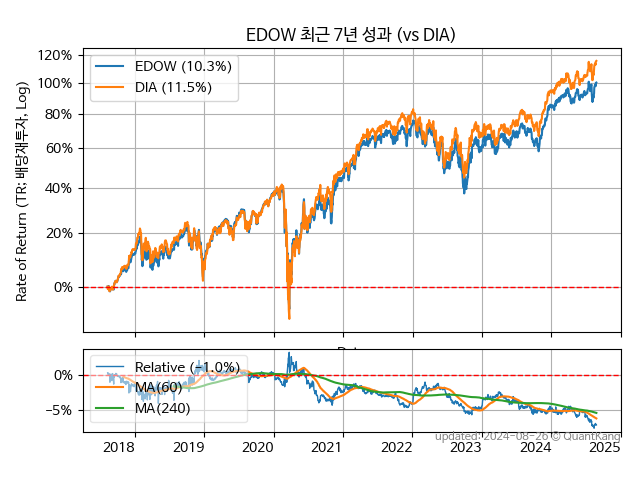 EDOW 최근 7년 성과 (vs DIA)
Rate of Return (TR: 배당재투자, Log)
120%
100%
80%
60%
40%
20%
0%
EDOW (10.3%)
DIA (11.5%)
0%
−5%
Relative (−1.0%)
MA(60)
MA(240)
updated: 2024-08-26 © QuantKang
2018 2019 2020 2021 2022 2023 2024 2025